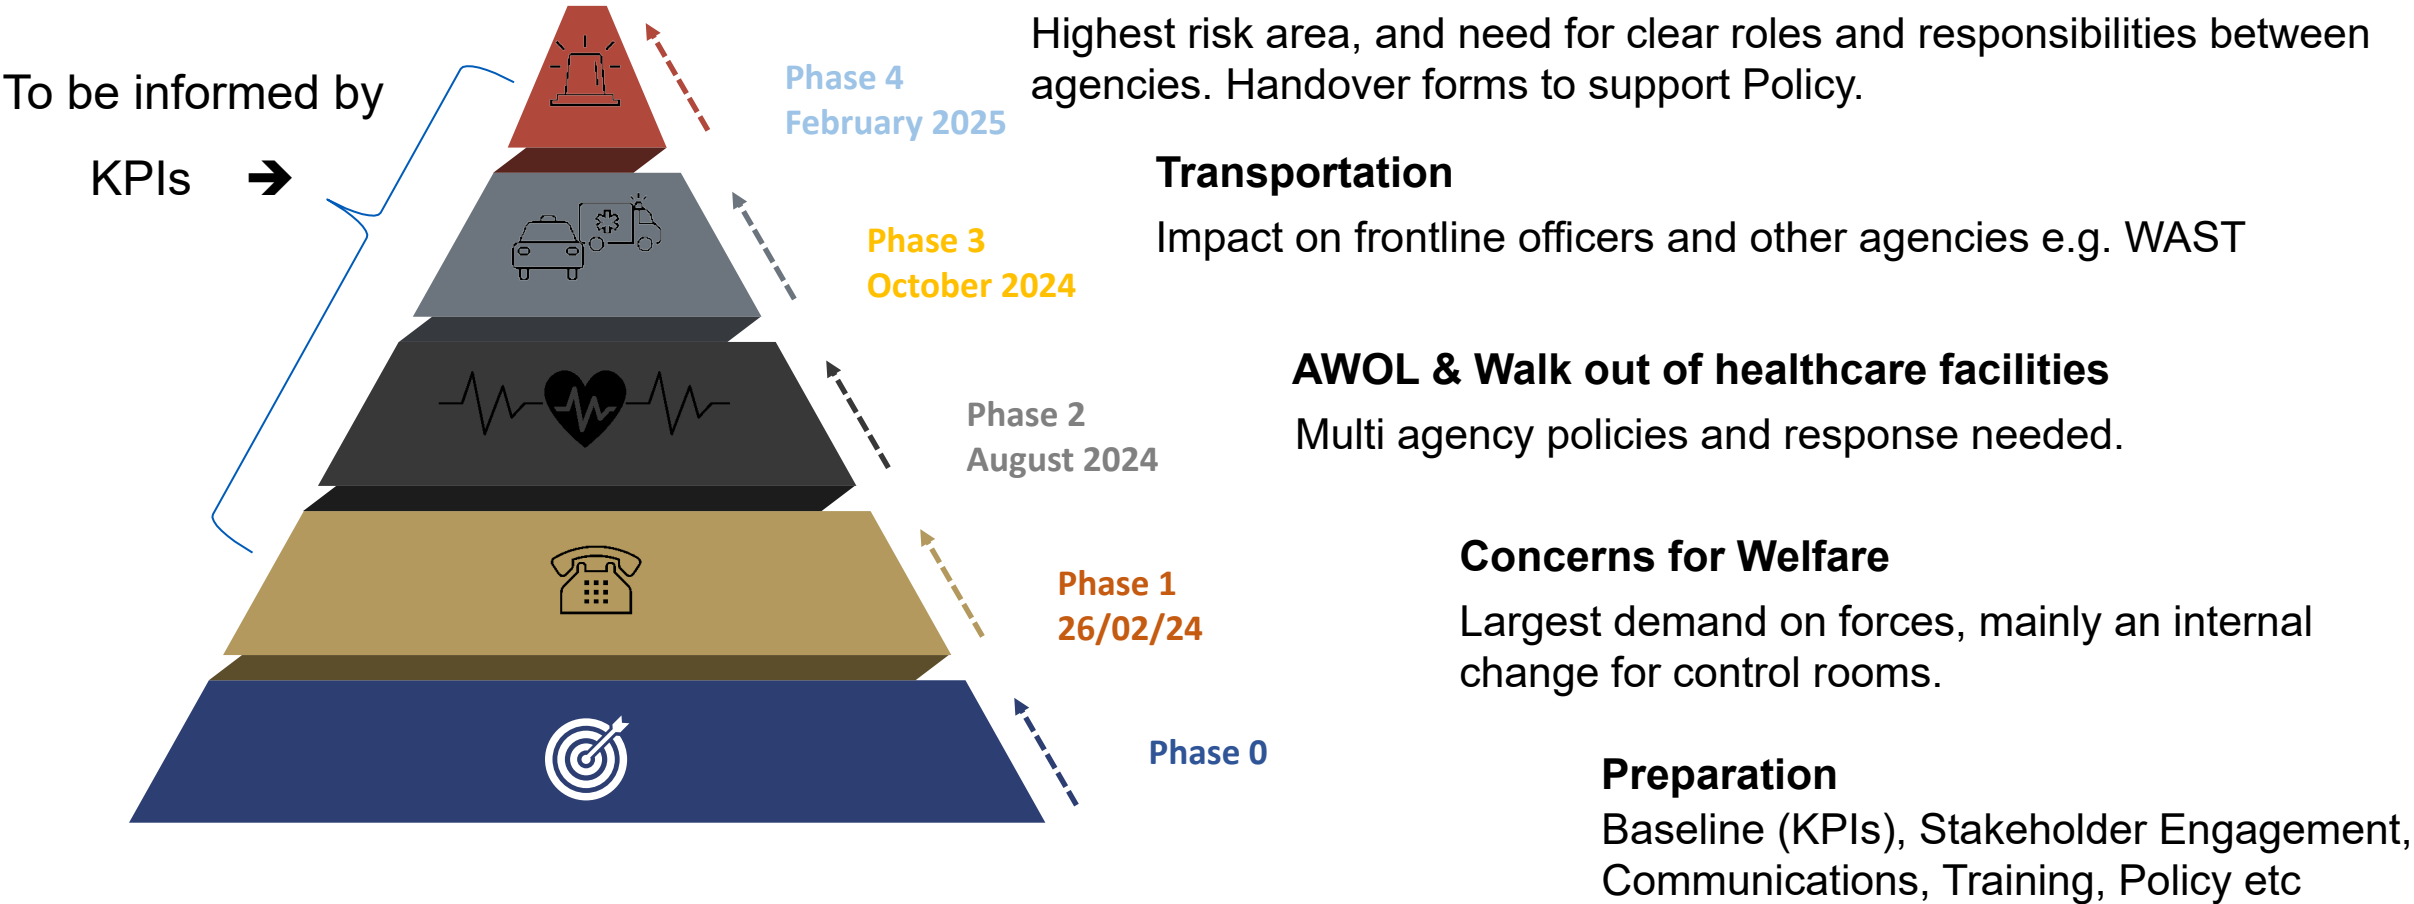 Highest risk area, and need for clear roles and responsibilities between
agencies. Handover forms to support Policy.
To be informed by
KPIs ➔
Phase 4
February 2025
Transportation
Impact on frontline officers and other agencies e.g. WAST
Phase 3
October 2024
AWOL & Walk out of healthcare facilities
Multi agency policies and response needed.
Phase 2
August 2024
Concerns for Welfare
Largest demand on forces, mainly an internal
change for control rooms.
Phase 1
26/02/24
Phase 0
Preparation
Baseline (KPIs), Stakeholder Engagement,
Communications, Training, Policy etc